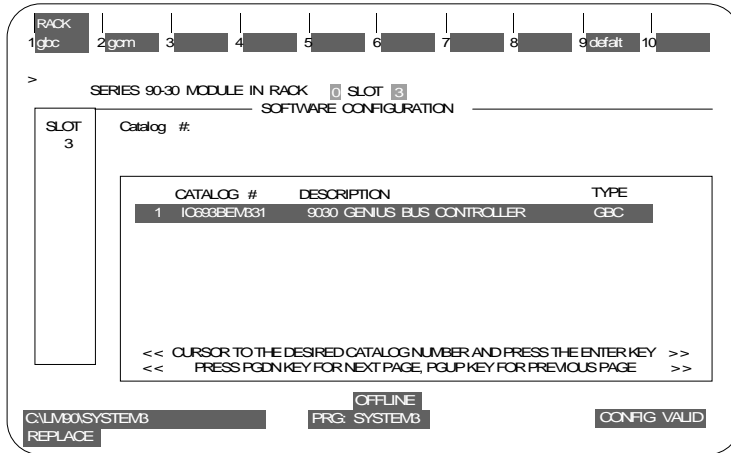 RACK
1 gbc 2 gcm 3 4 5 6 7 8 9 defalt 10
>
SERIES 90-30 MODULE IN RACK 0 SLOT 3
SOFTWARE CONFIGURATION
SLOT Catalog #:
3
CATALOG # DESCRIPTION TYPE
1 IC693BEM331 9030 GENIUS BUS CONTROLLER GBC
<< CURSOR TO THE DESIRED CATALOG NUMBER AND PRESS THE ENTER KEY >>
<< PRESS PGDN KEY FOR NEXT PAGE, PGUP KEY FOR PREVIOUS PAGE >>
OFFLINE
C:\LM90\SYSTEM3 PRG: SYSTEM3 CONFIG VALID
REPLACE